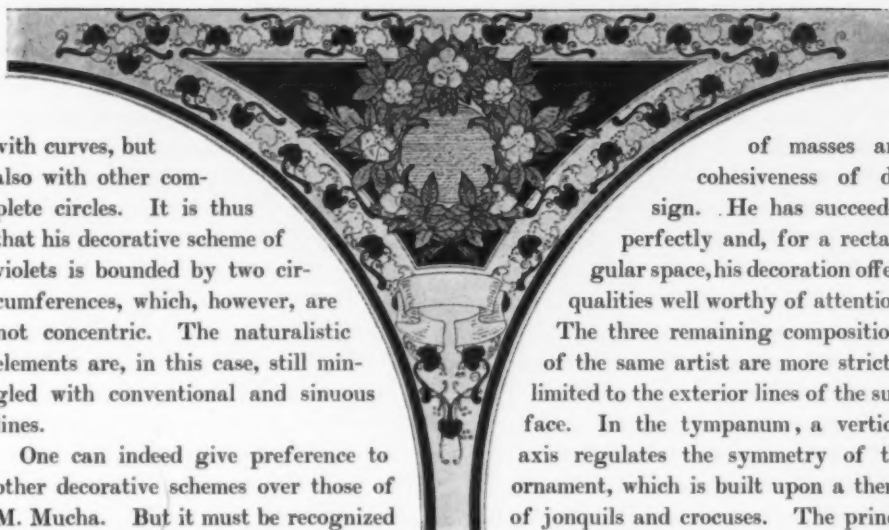 with curves, but
also with other com-
plete circles. It is thus
that his decorative scheme of
violets is bounded by two cir-
cumferences, which, however, are
not concentric. The naturalistic
elements are, in this case, still min-
gled with conventional and sinuous
lines.
One can indeed give preference to
other decorative schemes over those of
M. Mucha. But it must be recognized
of masses an
cohesiveness of d
sign. He has succeed
perfectly and, for a recta
gular space, his decoration offe
qualities well worthy of attentio
The three remaining composition
of the same artist are more strict
limited to the exterior lines of the su
face. In the tympanum, a vertic
axis regulates the symmetry of t
ornament, which is built upon a them
of jonquils and crocuses. The prin